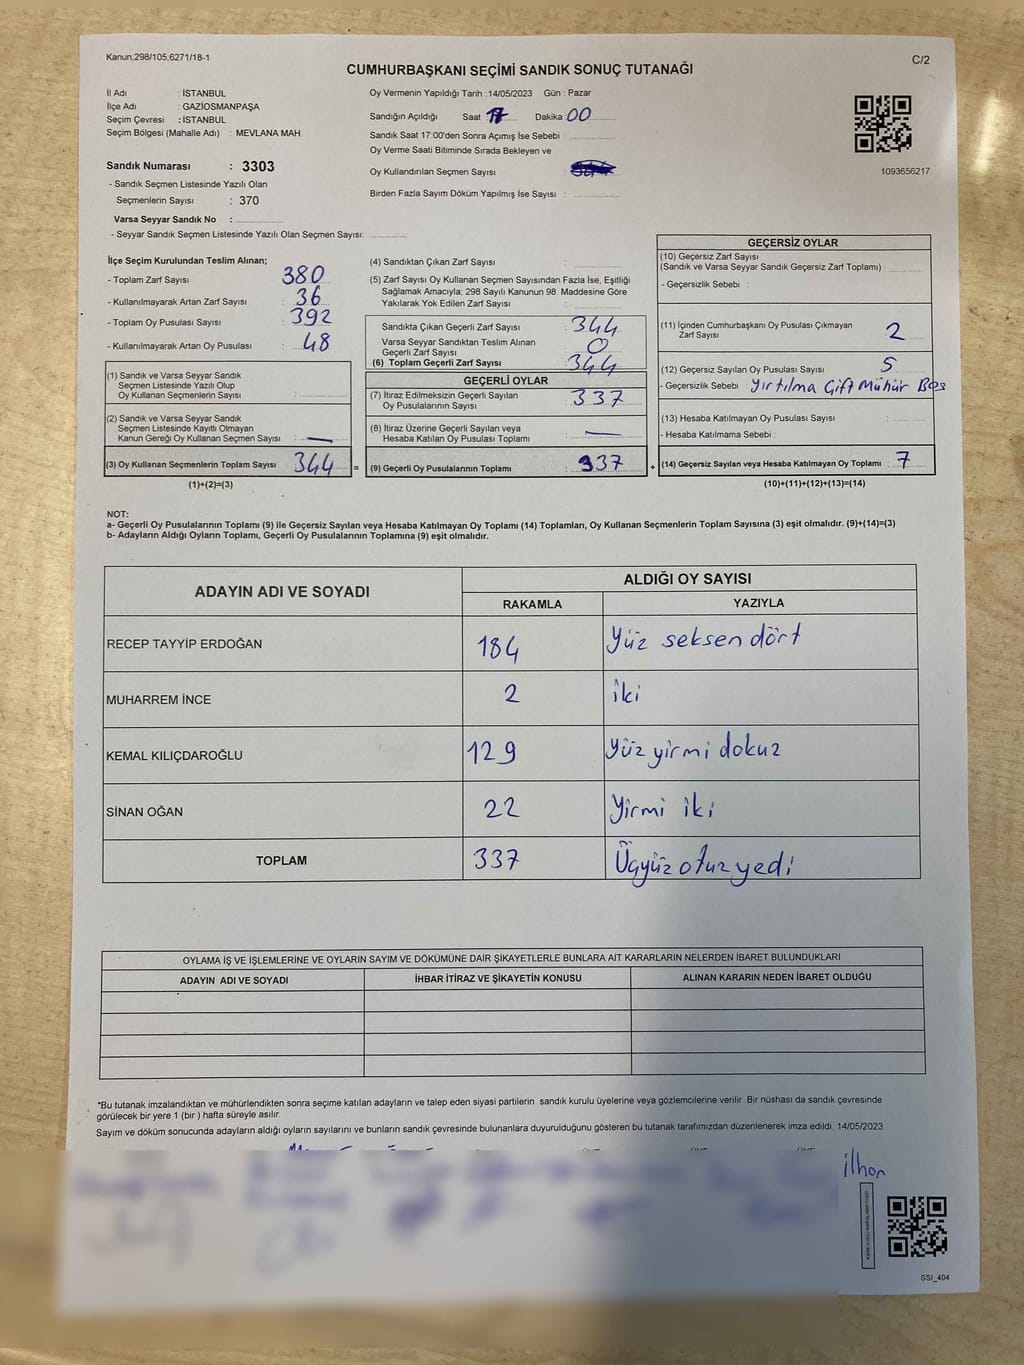 Kanun;298/105;6271/18-1
C/2
CUMHURBAŞKANI SEÇİMİ SANDIK SONUÇ TUTANAĞI
İl Adı : İSTANBUL
İlçe Adı : GAZİOSMANPAŞA
Seçim Çevresi : İSTANBUL
Seçim Bölgesi (Mahalle Adı) : MEVLANA MAH.
Sandık Numarası : 3303
- Sandık Seçmen Listesinde Yazılı Olan
Seçmenlerin Sayısı : 370
Varsa Seyyar Sandık No :
- Seyyar Sandık Seçmen Listesinde Yazılı Olan Seçmen Sayısı:
Oy Vermenin Yapıldığı Tarih :14/05/2023 Gün : Pazar
Sandığın Açıldığı Saat 17 Dakika 00
Sandık Saat 17:00'den Sonra Açımış İse Sebebi :
Oy Verme Saati Bitiminde Sırada Bekleyen ve
Oy Kullandırılan Seçmen Sayısı :
Birden Fazla Sayım Döküm Yapılmış İse Sayısı :
1093656217
İlçe Seçim Kurulundan Teslim Alınan;
- Toplam Zarf Sayısı : 380
- Kullanılmayarak Artan Zarf Sayısı : 36
- Toplam Oy Pusulası Sayısı : 392
- Kullanılmayarak Artan Oy Pusulası : 48
(1) Sandık ve Varsa Seyyar Sandık
Seçmen Listesinde Yazılı Olup
Oy Kullanan Seçmenlerin Sayısı :
(2) Sandık ve Varsa Seyyar Sandık
Seçmen Listesinde Kayıtlı Olmayan
Kanun Gereği Oy Kullanan Seçmen Sayısı : —
(3) Oy Kullanan Seçmenlerin Toplam Sayısı : 344
(1)+(2)=(3)
(4) Sandıktan Çıkan Zarf Sayısı :
(5) Zarf Sayısı Oy Kullanan Seçmen Sayısından Fazla İse, Eşitliği
Sağlamak Amacıyla; 298 Sayılı Kanunun 98. Maddesine Göre
Yakılarak Yok Edilen Zarf Sayısı :
Sandıkta Çıkan Geçerli Zarf Sayısı : 344
Varsa Seyyar Sandıktan Teslim Alınan
Geçerli Zarf Sayısı : 0
(6) Toplam Geçerli Zarf Sayısı : 344
GEÇERLİ OYLAR
(7) İtiraz Edilmeksizin Geçerli Sayılan
Oy Pusulalarının Sayısı : 337
(8) İtiraz Üzerine Geçerli Sayılan veya
Hesaba Katılan Oy Pusulası Toplamı : —
= (9) Geçerli Oy Pusulalarının Toplamı : 337
GEÇERSİZ OYLAR
(10) Geçersiz Zarf Sayısı
(Sandık ve Varsa Seyyar Sandık Geçersiz Zarf Toplamı) :
- Geçersizlik Sebebi :
(11) İçinden Cumhurbaşkanı Oy Pusulası Çıkmayan
Zarf Sayısı : 2
(12) Geçersiz Sayılan Oy Pusulası Sayısı : 5
- Geçersizlik Sebebi : Yırtılma Çift Mühür Boş
(13) Hesaba Katılmayan Oy Pusulası Sayısı :
- Hesaba Katılmama Sebebi :
+ (14) Geçersiz Sayılan veya Hesaba Katılmayan Oy Toplamı : 7
(10)+(11)+(12)+(13)=(14)
NOT:
a- Geçerli Oy Pusulalarının Toplamı (9) ile Geçersiz Sayılan veya Hesaba Katılmayan Oy Toplamı (14) Toplamları, Oy Kullanan Seçmenlerin Toplam Sayısına (3) eşit olmalıdır. (9)+(14)=(3)
b- Adayların Aldığı Oyların Toplamı, Geçerli Oy Pusulalarının Toplamına (9) eşit olmalıdır.
ADAYIN ADI VE SOYADI
ALDIĞI OY SAYISI
RAKAMLA YAZIYLA
RECEP TAYYİP ERDOĞAN 184 Yüz seksen dört
MUHARREM İNCE 2 iki
KEMAL KILIÇDAROĞLU 129 Yüz yirmi dokuz
SİNAN OĞAN 22 Yirmi iki
TOPLAM 337 Üçyüz otuz yedi
OYLAMA İŞ VE İŞLEMLERİNE VE OYLARIN SAYIM VE DÖKÜMÜNE DAİR ŞİKAYETLERLE BUNLARA AİT KARARLARIN NELERDEN İBARET BULUNDUKLARI
ADAYIN ADI VE SOYADI İHBAR İTİRAZ VE ŞİKAYETİN KONUSU ALINAN KARARIN NEDEN İBARET OLDUĞU
*Bu tutanak imzalandıktan ve mühürlendikten sonra seçime katılan adayların ve talep eden siyasi partilerin sandık kurulu üyelerine veya gözlemcilerine verilir. Bir nüshası da sandık çevresinde
görülecek bir yere 1 (bir ) hafta süreyle asılır.
Sayım ve döküm sonucunda adayların aldığı oyların sayılarını ve bunların sandık çevresinde bulunanlara duyurulduğunu gösteren bu tutanak tarafımızdan düzenlenerek imza edildi. 14/05/2023
ilhan
SSI_404